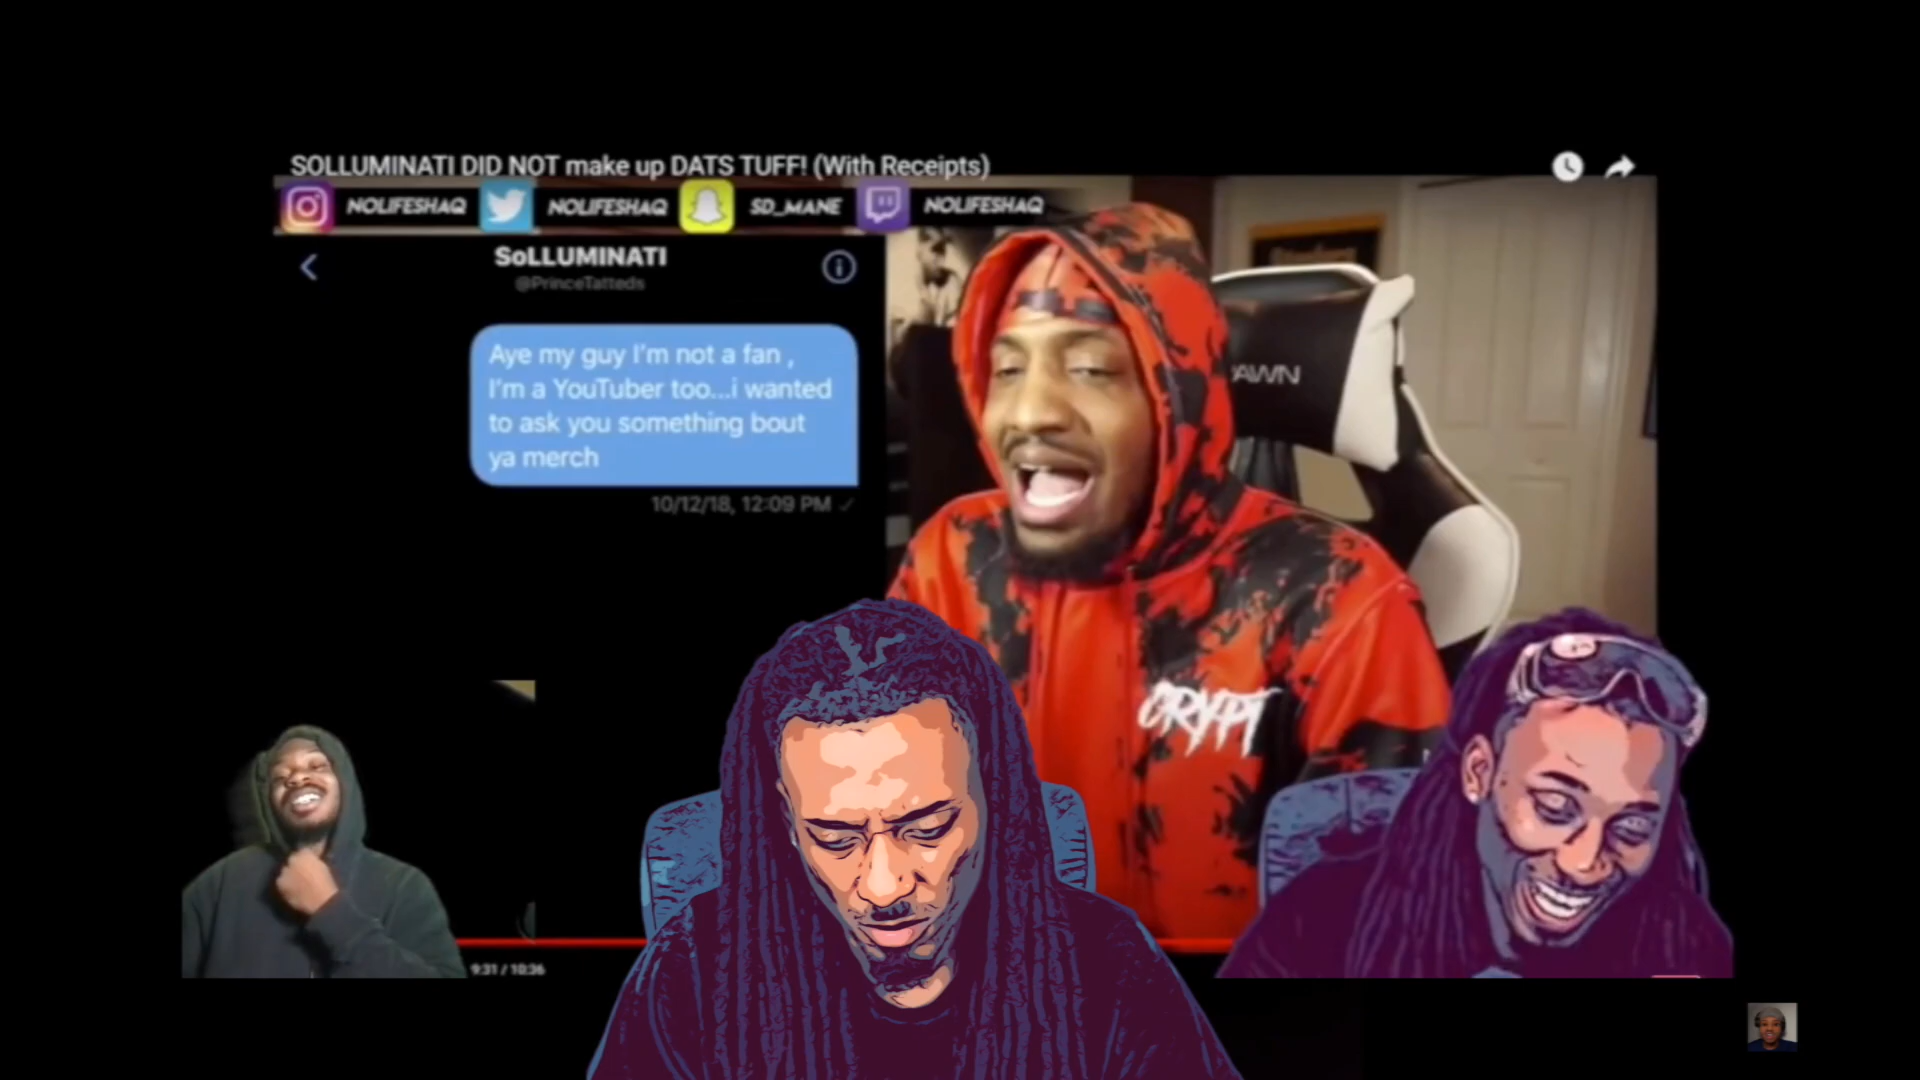 SOLLUMINATI DID NOT make up DATS TUFF! (With Receipts)
NOLIFESHAQ NOLIFESHAQ SD_MANE NOLIFESHAQ
SoLLUMINATI
@PrinceTatteds
Aye my guy I'm not a fan ,
I'm a YouTuber too...i wanted
to ask you something bout
ya merch
10/12/18, 12:09 PM
AWN
CRYPT
9:31 / 10:36